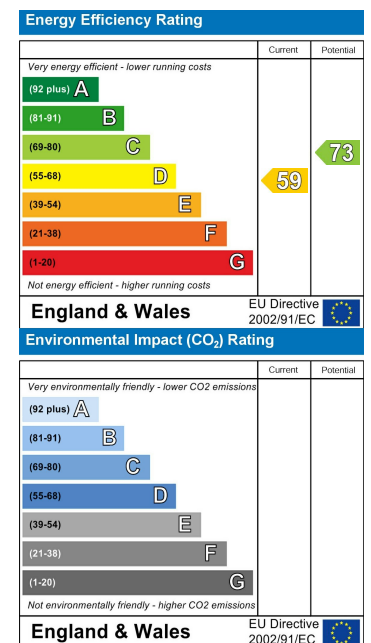 Energy Efficiency Rating
Current Potential
Very energy efficient - lower running costs
(92 plus) A
(81-91) B
(69-80) C
73
(55-68) D
59
(39-54) E
(21-38) F
(1-20) G
Not energy efficient - higher running costs
England & Wales
EU Directive
2002/91/EC
Environmental Impact (CO₂) Rating
Current Potential
Very environmentally friendly - lower CO2 emissions
(92 plus) A
(81-91) B
(69-80) C
(55-68) D
(39-54) E
(21-38) F
(1-20) G
Not environmentally friendly - higher CO2 emissions
England & Wales
EU Directive
2002/91/EC